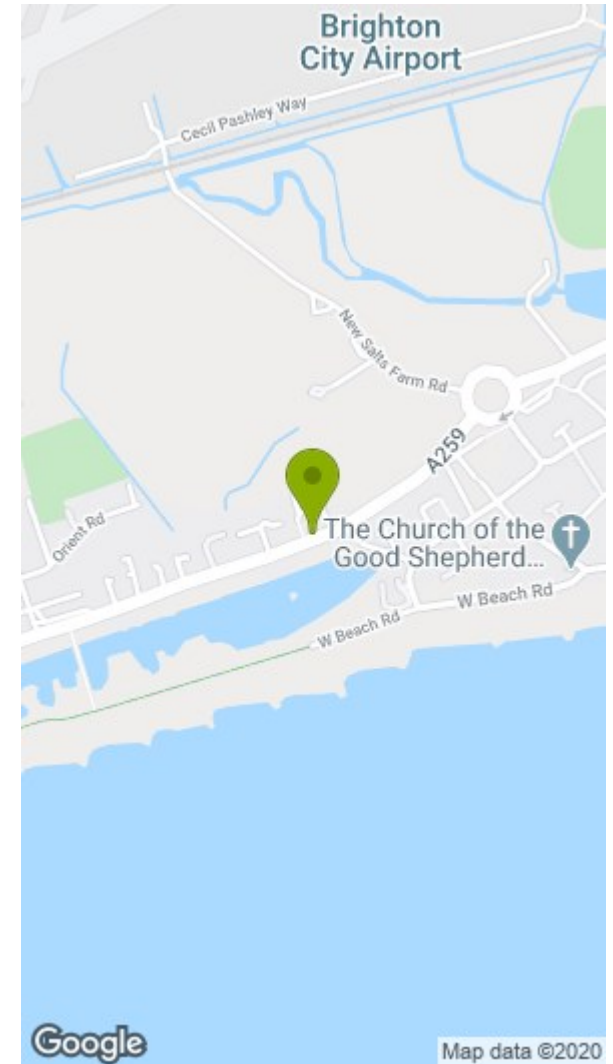 Brighton
City Airport
Cecil Pashley Way
New Salts Farm Rd
A259
Orient Rd
The Church of the
Good Shepherd...
W Beach Rd
W Beach Rd
Google
Map data ©2020